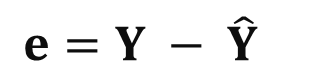 e = Y − Ŷ